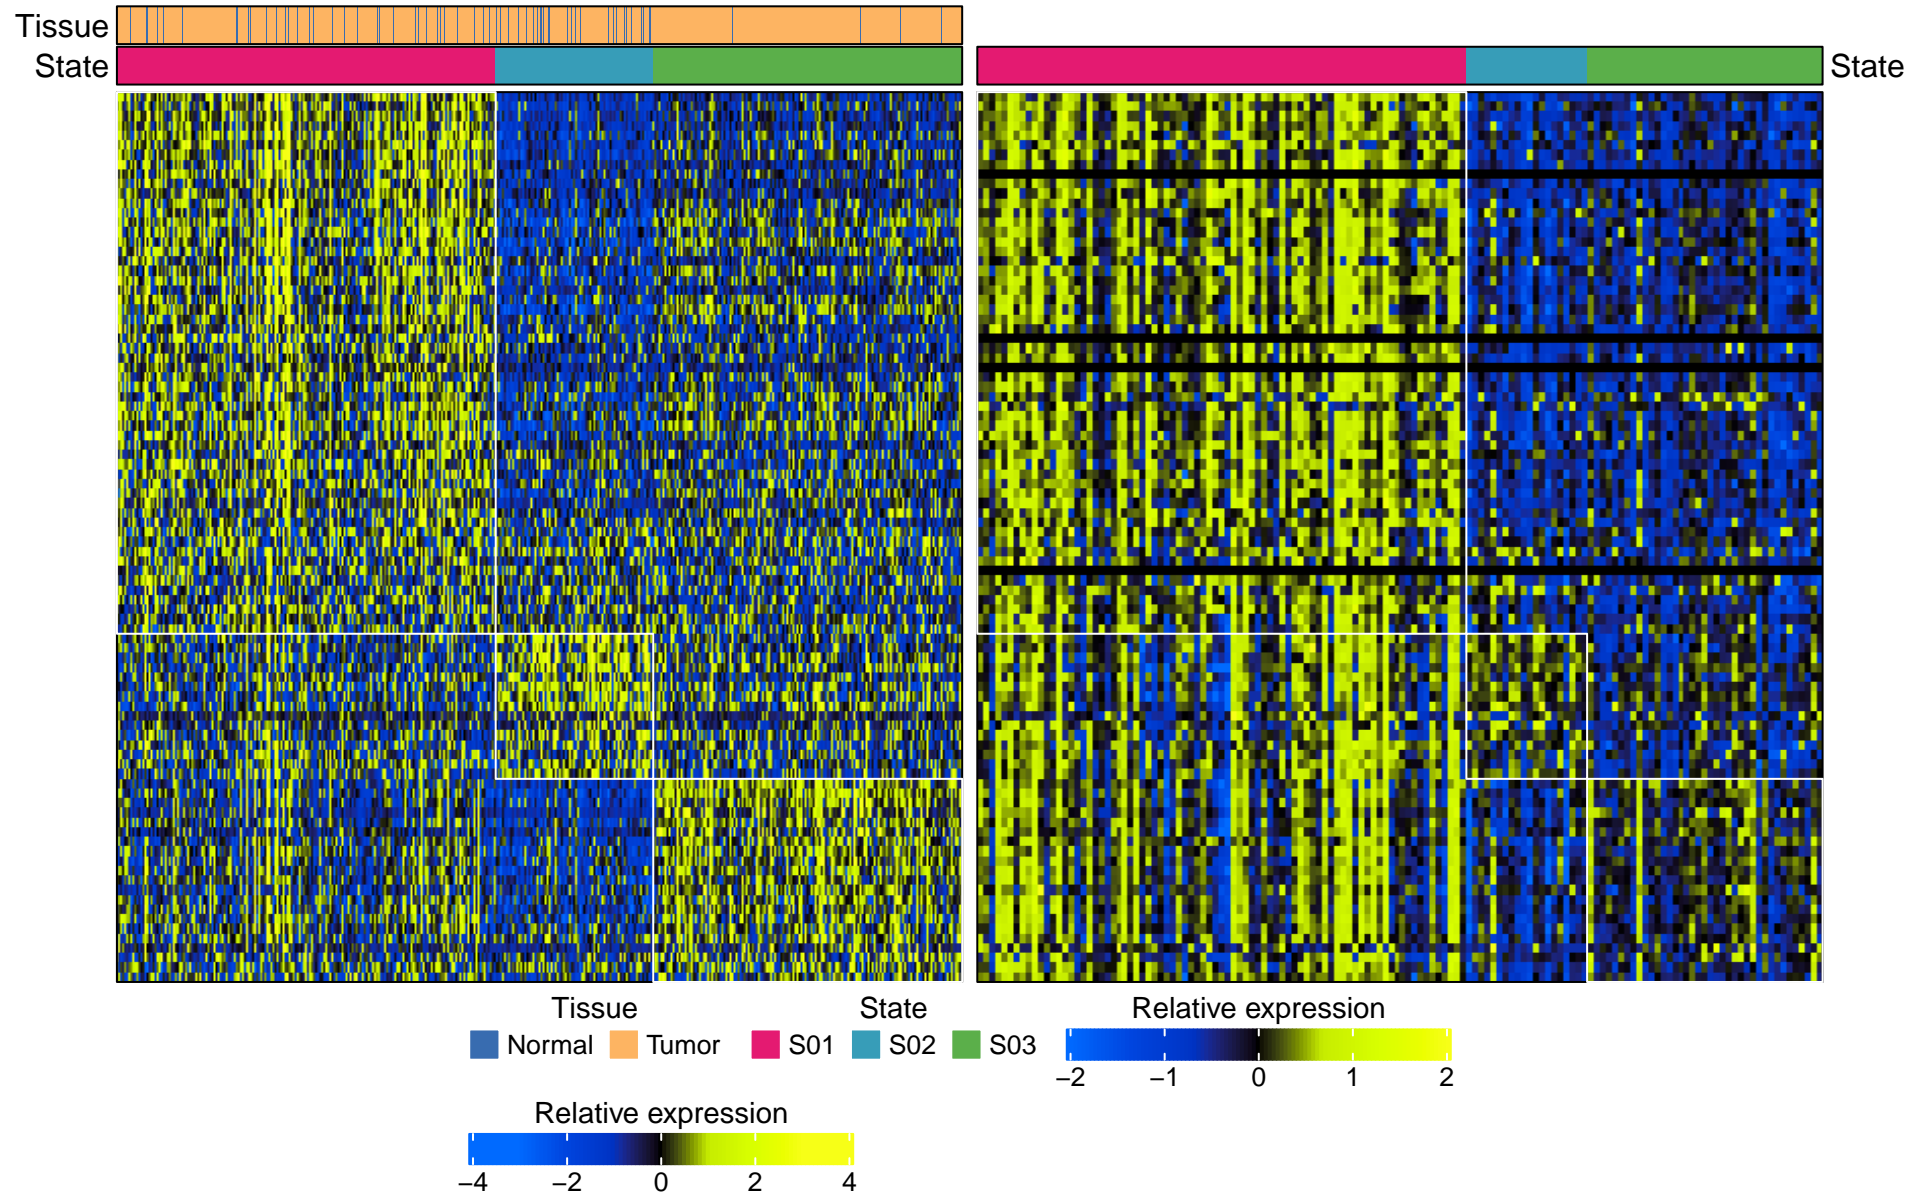 Tissue
State
State
Tissue
Normal
Tumor
State
S01
S02
S03
Relative expression
−2
−1
0
1
2
Relative expression
−4
−2
0
2
4